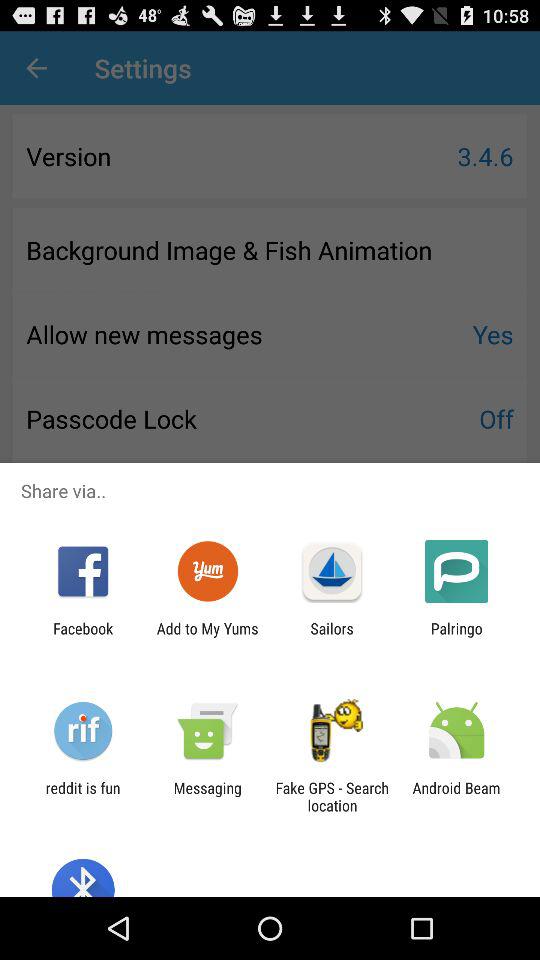 48° 10:58
Settings
Version 3.4.6
Background Image & Fish Animation
Allow new messages Yes
Passcode Lock Off
Share via..
Yum
rif
Facebook Add to My Yums Sailors Palringo
reddit is fun Messaging Fake GPS - Search Android Beam
location